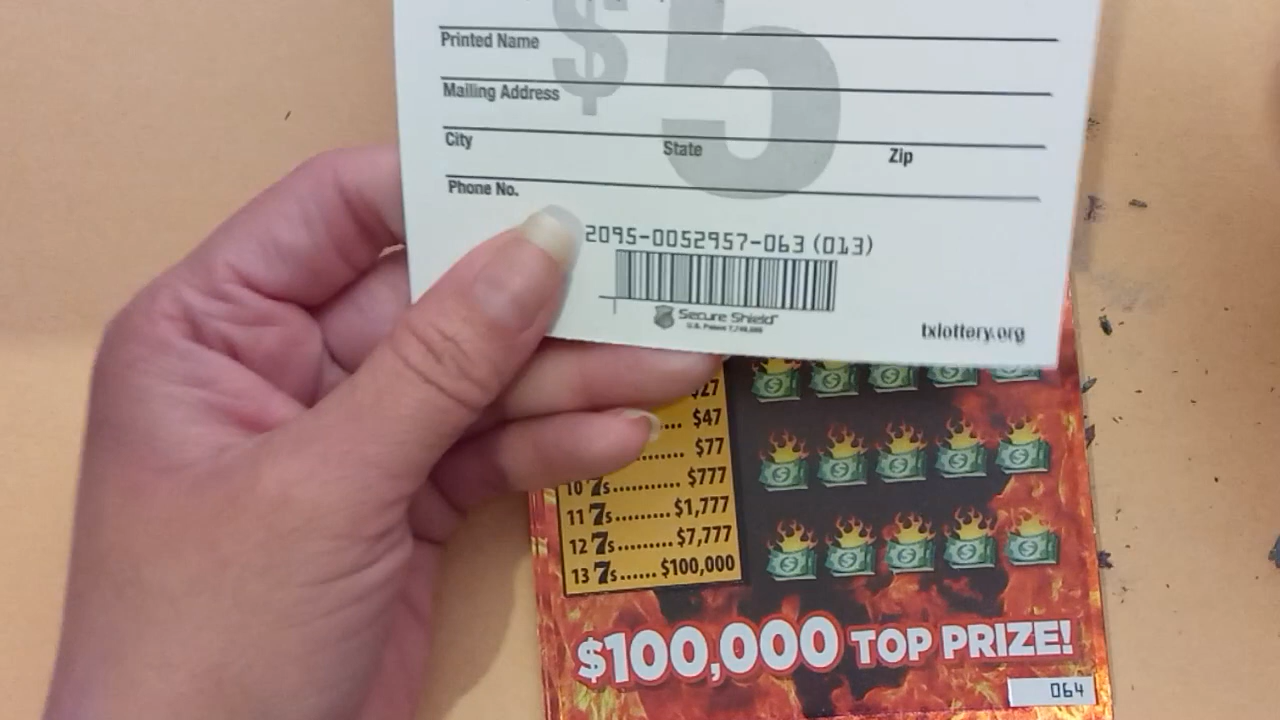 $5
Printed Name
Mailing Address
City State Zip
Phone No.
2095-0052957-063 (013)
Secure Shield
txlottery.org
$27
.... $47
......... $77
10 7s........... $777
11 7s......... $1,777
12 7s......... $7,777
13 7s...... $100,000
$100,000 TOP PRIZE!
064